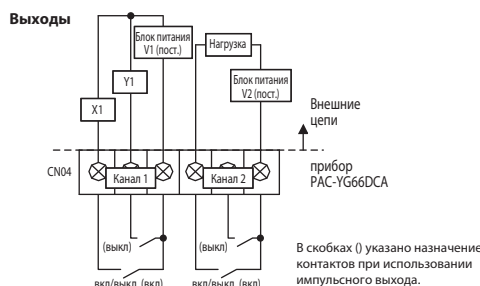 Выходы
Блок питания
V1 (пост.)
Нагрузка
Y1
Блок питания
V2 (пост.)
X1
Внешние
цепи
CN04
Канал 1
Канал 2
прибор
PAC-YG66DCA
(выкл)
(выкл)
В скобках () указано назначение
контактов при использовании
импульсного выхода.
вкл/выкл (вкл)
вкл/выкл (вкл)